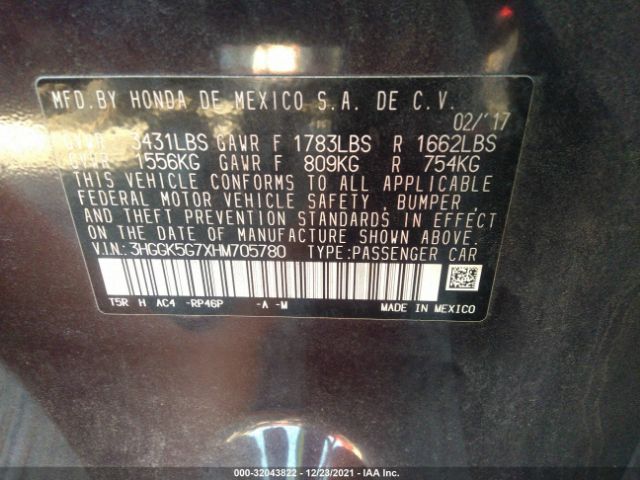 MFD.BY HONDA DE MEXICO S.A. DE C.V.
02/'17
GVWR 3431LBS GAWR F 1783LBS R 1662LBS
GVWR 1556KG GAWR F 809KG R 754KG
THIS VEHICLE CONFORMS TO ALL APPLICABLE
FEDERAL MOTOR VEHICLE SAFETY, BUMPER,
AND THEFT PREVENTION STANDARDS IN EFFECT
ON THE DATE OF MANUFACTURE SHOWN ABOVE.
V.I.N.: 3HGGK5G7XHM705780 TYPE:PASSENGER CAR
T5R H AC4 -RP46P -A -M MADE IN MEXICO
000-32043822 - 12/23/2021 - IAA Inc.